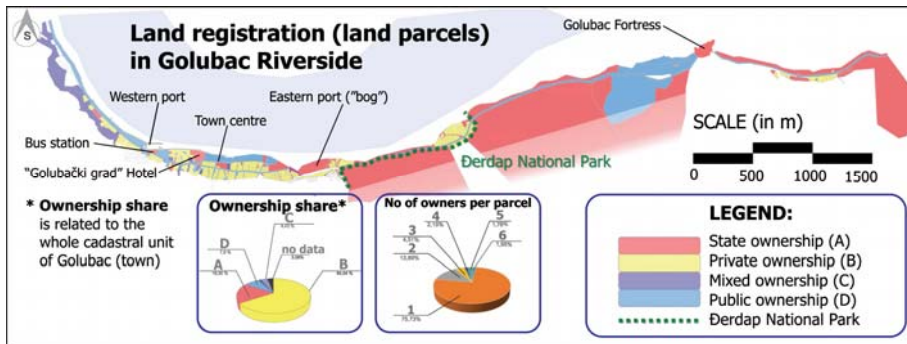 Land registration (land parcels)
in Golubac Riverside
Golubac Fortress
S
Western port
Eastern port ("bog")
Town centre
Bus station
"Golubački grad" Hotel
Đerdap National Park
SCALE (in m)
0 500 1000 1500
* Ownership share
is related to the
whole cadastral unit
of Golubac (town)
Ownership share*
C
D
no data
A
B
No of owners per parcel
4
5
3
6
2
1
75,73%
LEGEND:
State ownership (A)
Private ownership (B)
Mixed ownership (C)
Public ownership (D)
Đerdap National Park